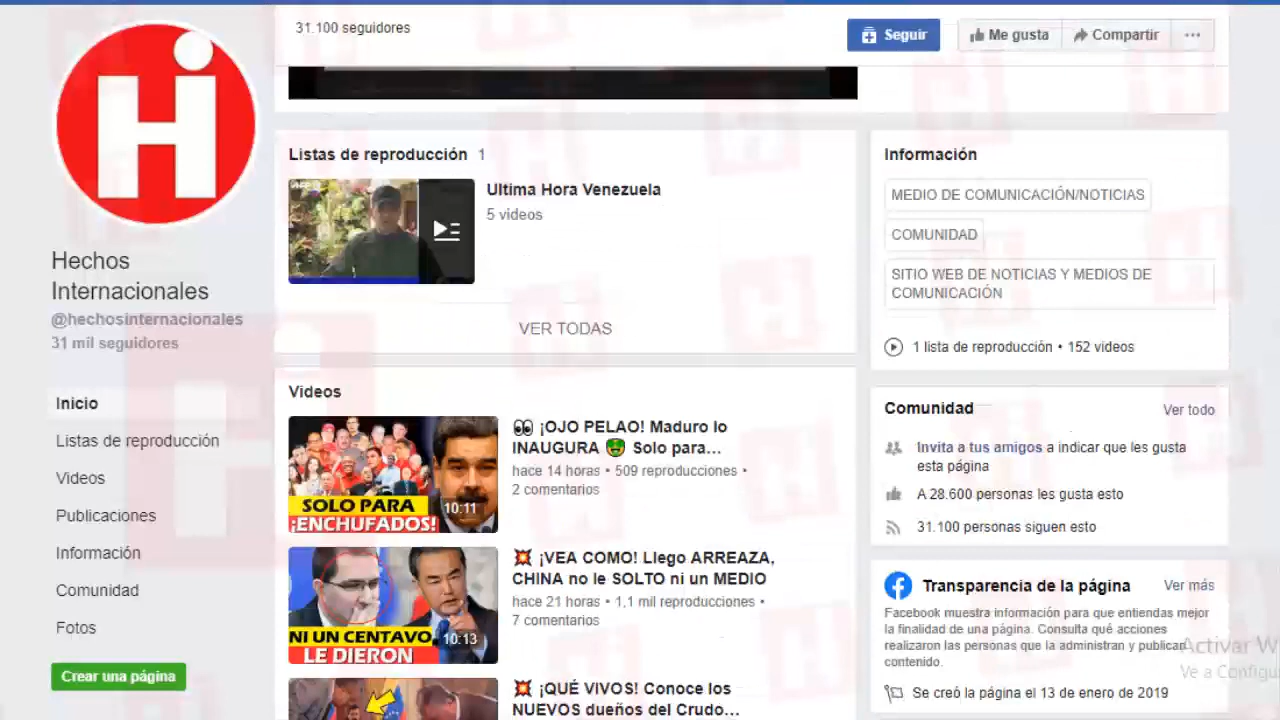 31.100 seguidores
Seguir
Me gusta
Compartir
Hi
Hechos
Internacionales
@hechosinternacionales
31 mil seguidores
Inicio
Listas de reproducción
Videos
Publicaciones
Información
Comunidad
Fotos
Crear una página
Listas de reproducción 1
Ultima Hora Venezuela
5 videos
VER TODAS
Videos
SOLO PARA
¡ENCHUFADOS!
10:11
¡OJO PELAO! Maduro lo
INAUGURA 🤑 Solo para...
hace 14 horas • 509 reproducciones •
2 comentarios
NI UN CENTAVO
LE DIERON
10:13
¡VEA COMO! Llego ARREAZA,
CHINA no le SOLTO ni un MEDIO
hace 21 horas • 1,1 mil reproducciones •
7 comentarios
¡QUÉ VIVOS! Conoce los
NUEVOS dueños del Crudo...
Información
MEDIO DE COMUNICACIÓN/NOTICIAS
COMUNIDAD
SITIO WEB DE NOTICIAS Y MEDIOS DE
COMUNICACIÓN
1 lista de reproducción • 152 videos
Comunidad
Ver todo
Invita a tus amigos a indicar que les gusta
esta página
A 28.600 personas les gusta esto
31.100 personas siguen esto
Transparencia de la página
Ver más
Facebook muestra información para que entiendas mejor
la finalidad de una página. Consulta qué acciones
realizaron las personas que la administran y publican
contenido.
Se creó la página el 13 de enero de 2019
Activar W
Ve a Configu